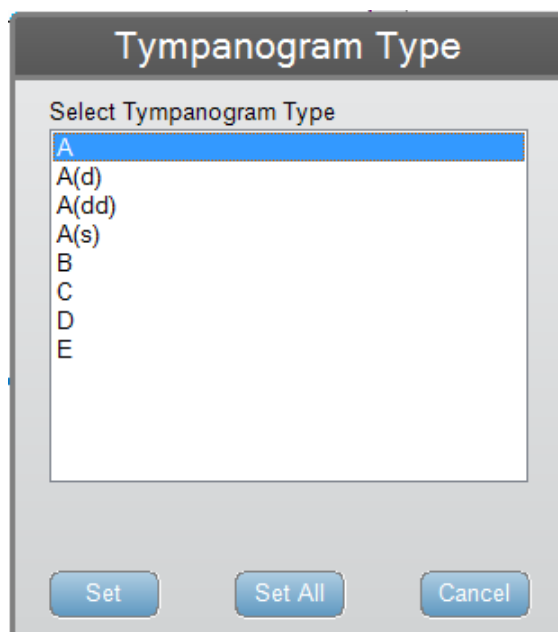 Tympanogram Type
Select Tympanogram Type
A
A(d)
A(dd)
A(s)
B
C
D
E
Set Set All Cancel